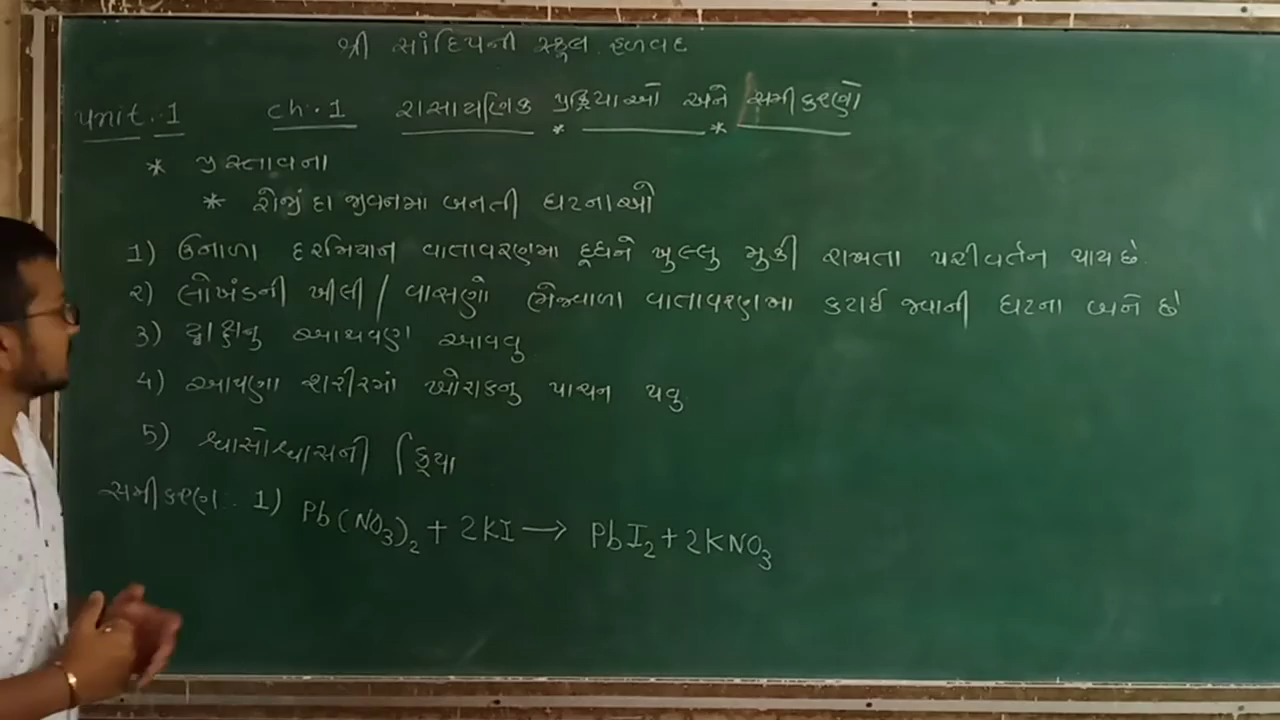 શ્રી સાંદિપની સ્કૂલ હળવદ
Unit.1 ch.1 રાસાયણિક પ્રક્રિયાઓ અને સમીકરણો
* પ્રસ્તાવના
* રોજુંદા જીવનમા બનતી ઘટનાઓ
1) ઉનાળા દરમિયાન વાતાવરણમા દૂધને ખુલ્લુ મુકી રાખતા પરીવર્તન થાય છે.
૨) લોખંડની ખીલી / વાસણો ભેજવાળા વાતાવરણમા કટાઈ જવાની ઘટના બને છે
3) દ્રાક્ષનુ આથવણ આવવુ
4) આપણા શરીરમાં ખોરાકનુ પાચન થવુ
5) શ્વાસોશ્વાસની ક્રિયા
સમીકરણ:. 1) Pb(NO₃)₂ + 2KI → PbI₂ + 2KNO₃